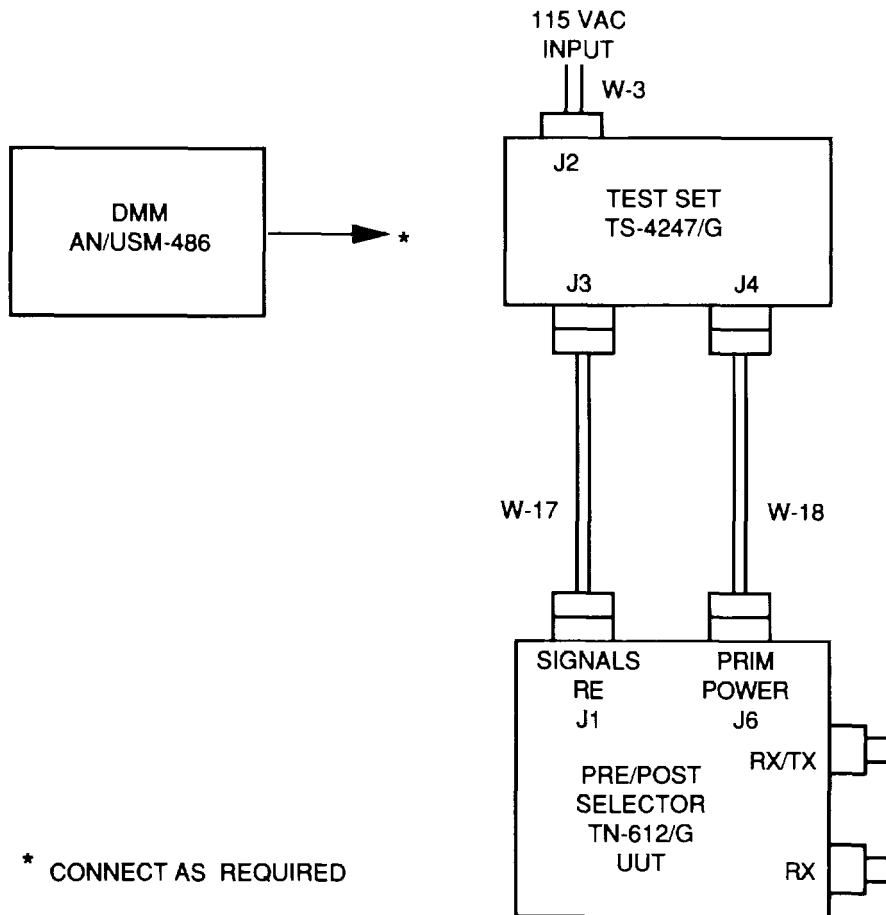 115 VAC
INPUT
W-3
J2
TEST SET
TS-4247/G
J3
J4
DMM
AN/USM-486
*
W-17
W-18
SIGNALS
RE
J1
PRIM
POWER
J6
RX/TX
PRE/POST
SELECTOR
TN-612/G
UUT
RX
* CONNECT AS REQUIRED